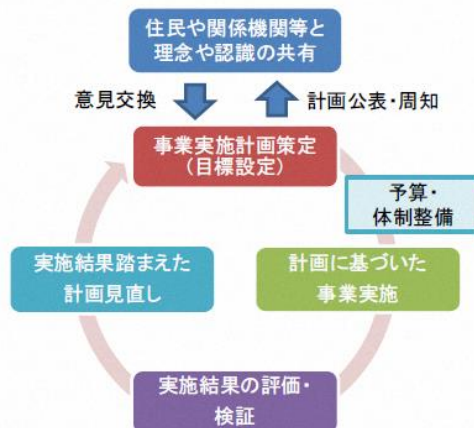 住民や関係機関等と
理念や認識の共有
意見交換
計画公表・周知
事業実施計画策定
(目標設定)
予算・
体制整備
実施結果踏まえた
計画見直し
計画に基づいた
事業実施
実施結果の評価・
検証